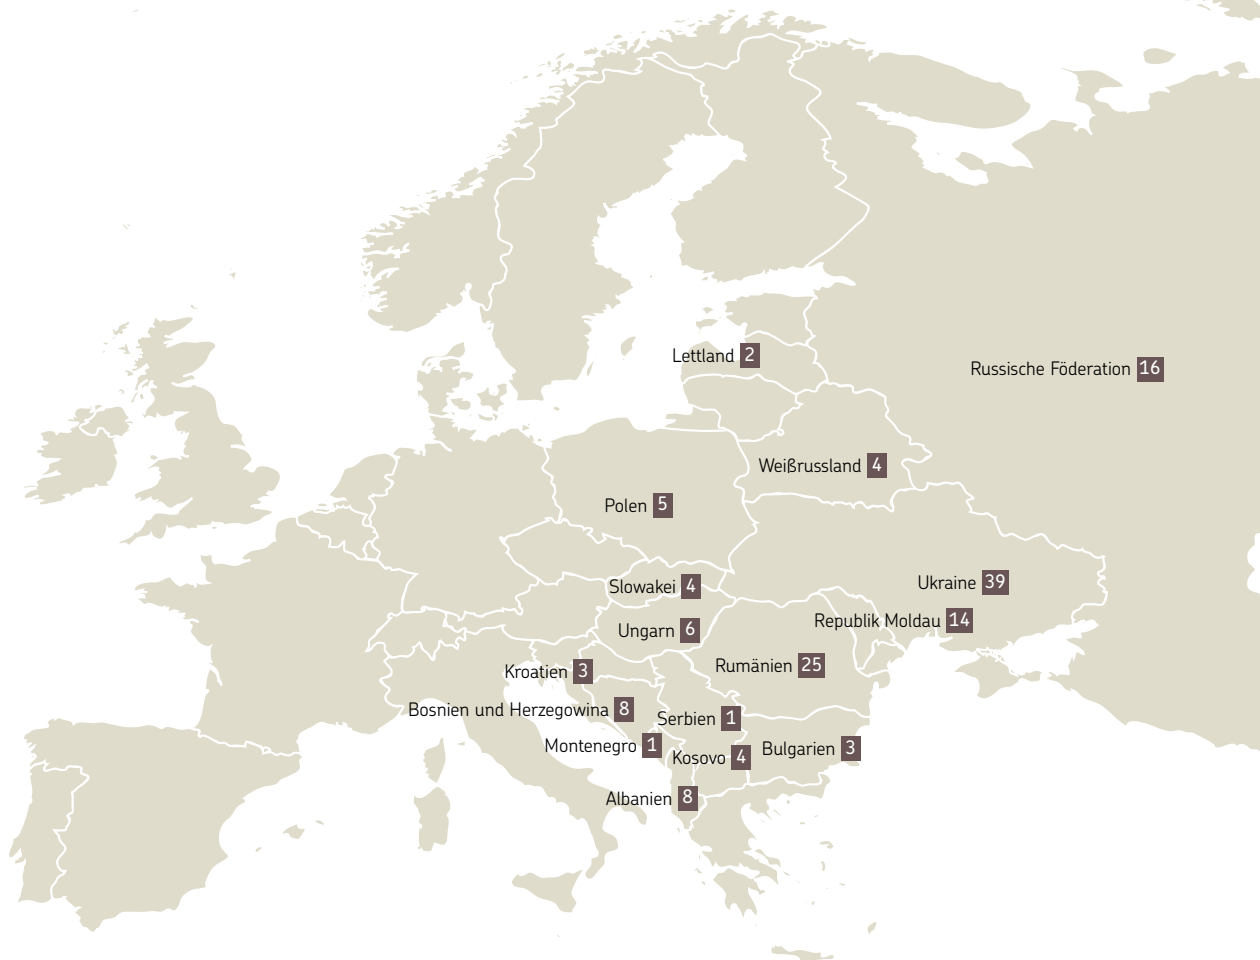 Lettland 2
Russische Föderation 16
Weißrussland 4
Polen 5
Slowakei 4
Ukraine 39
Republik Moldau 14
Ungarn 6
Rumänien 25
Kroatien 3
Bosnien und Herzegowina 8
Serbien 1
Montenegro 1
Kosovo 4
Bulgarien 3
Albanien 8